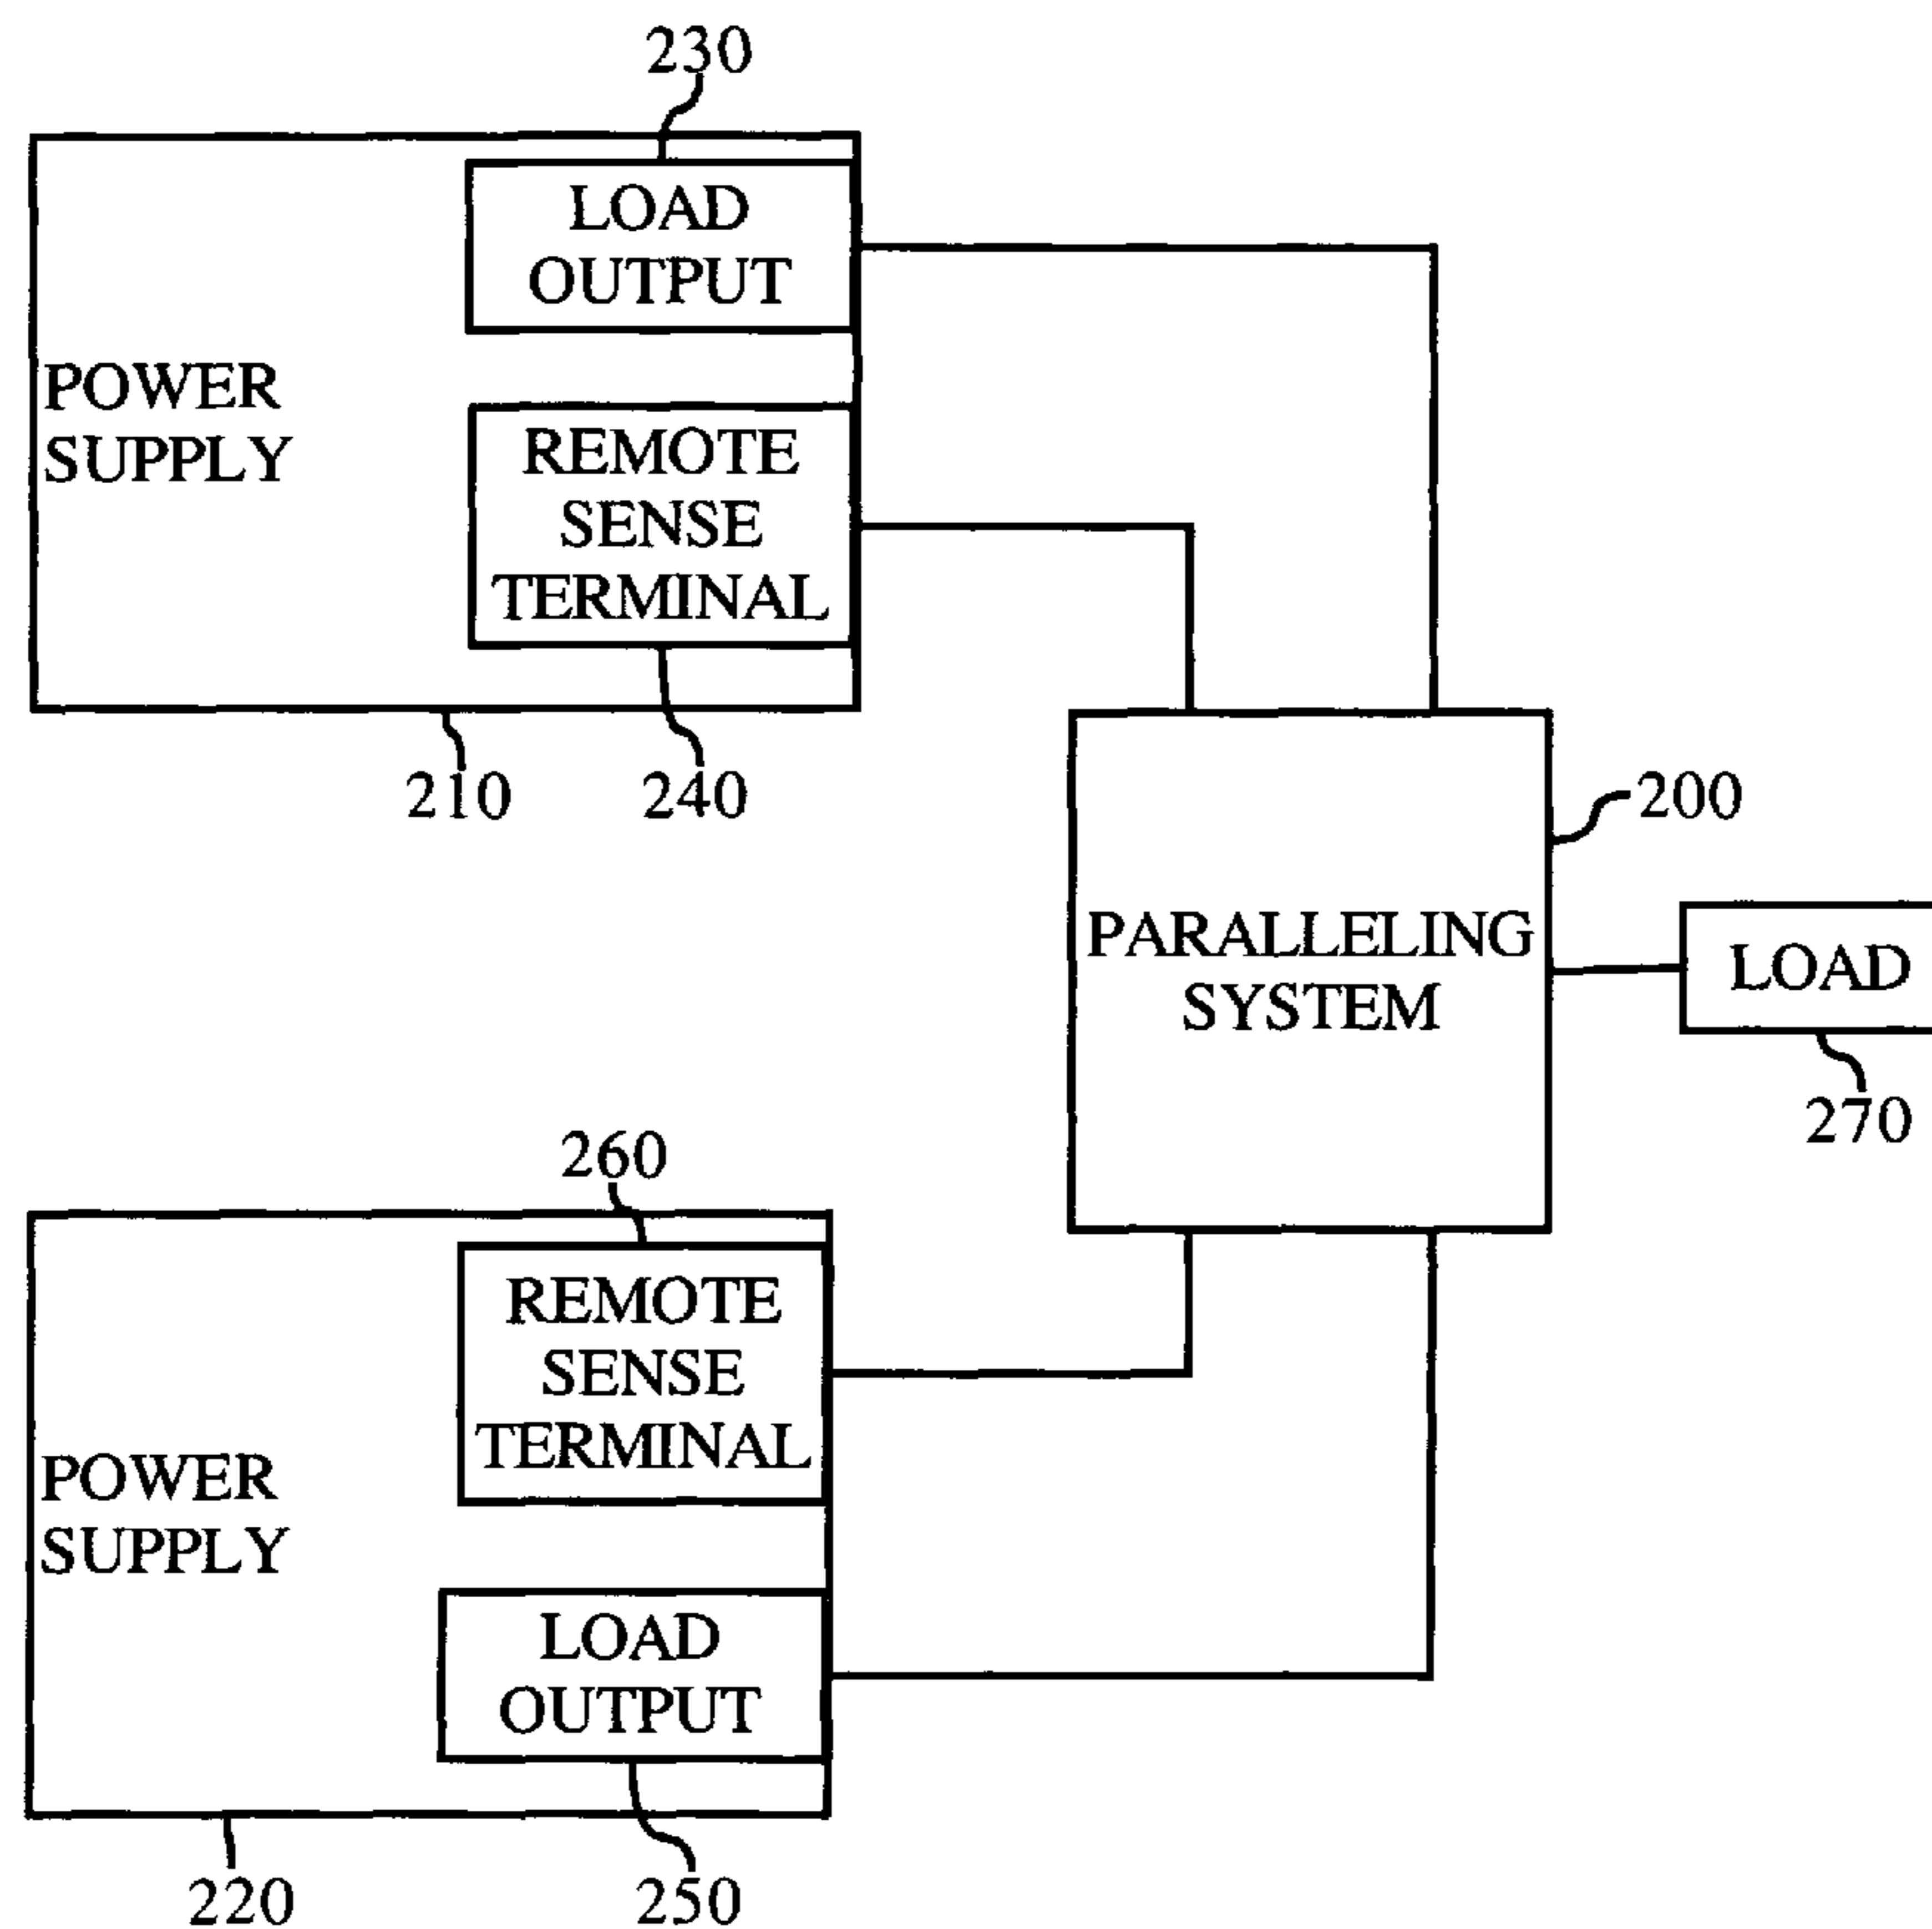 230
LOAD
OUTPUT
POWER
SUPPLY
REMOTE
SENSE
TERMINAL
210
240
200
PARALLELING
SYSTEM
LOAD
270
260
REMOTE
SENSE
TERMINAL
POWER
SUPPLY
LOAD
OUTPUT
220
250